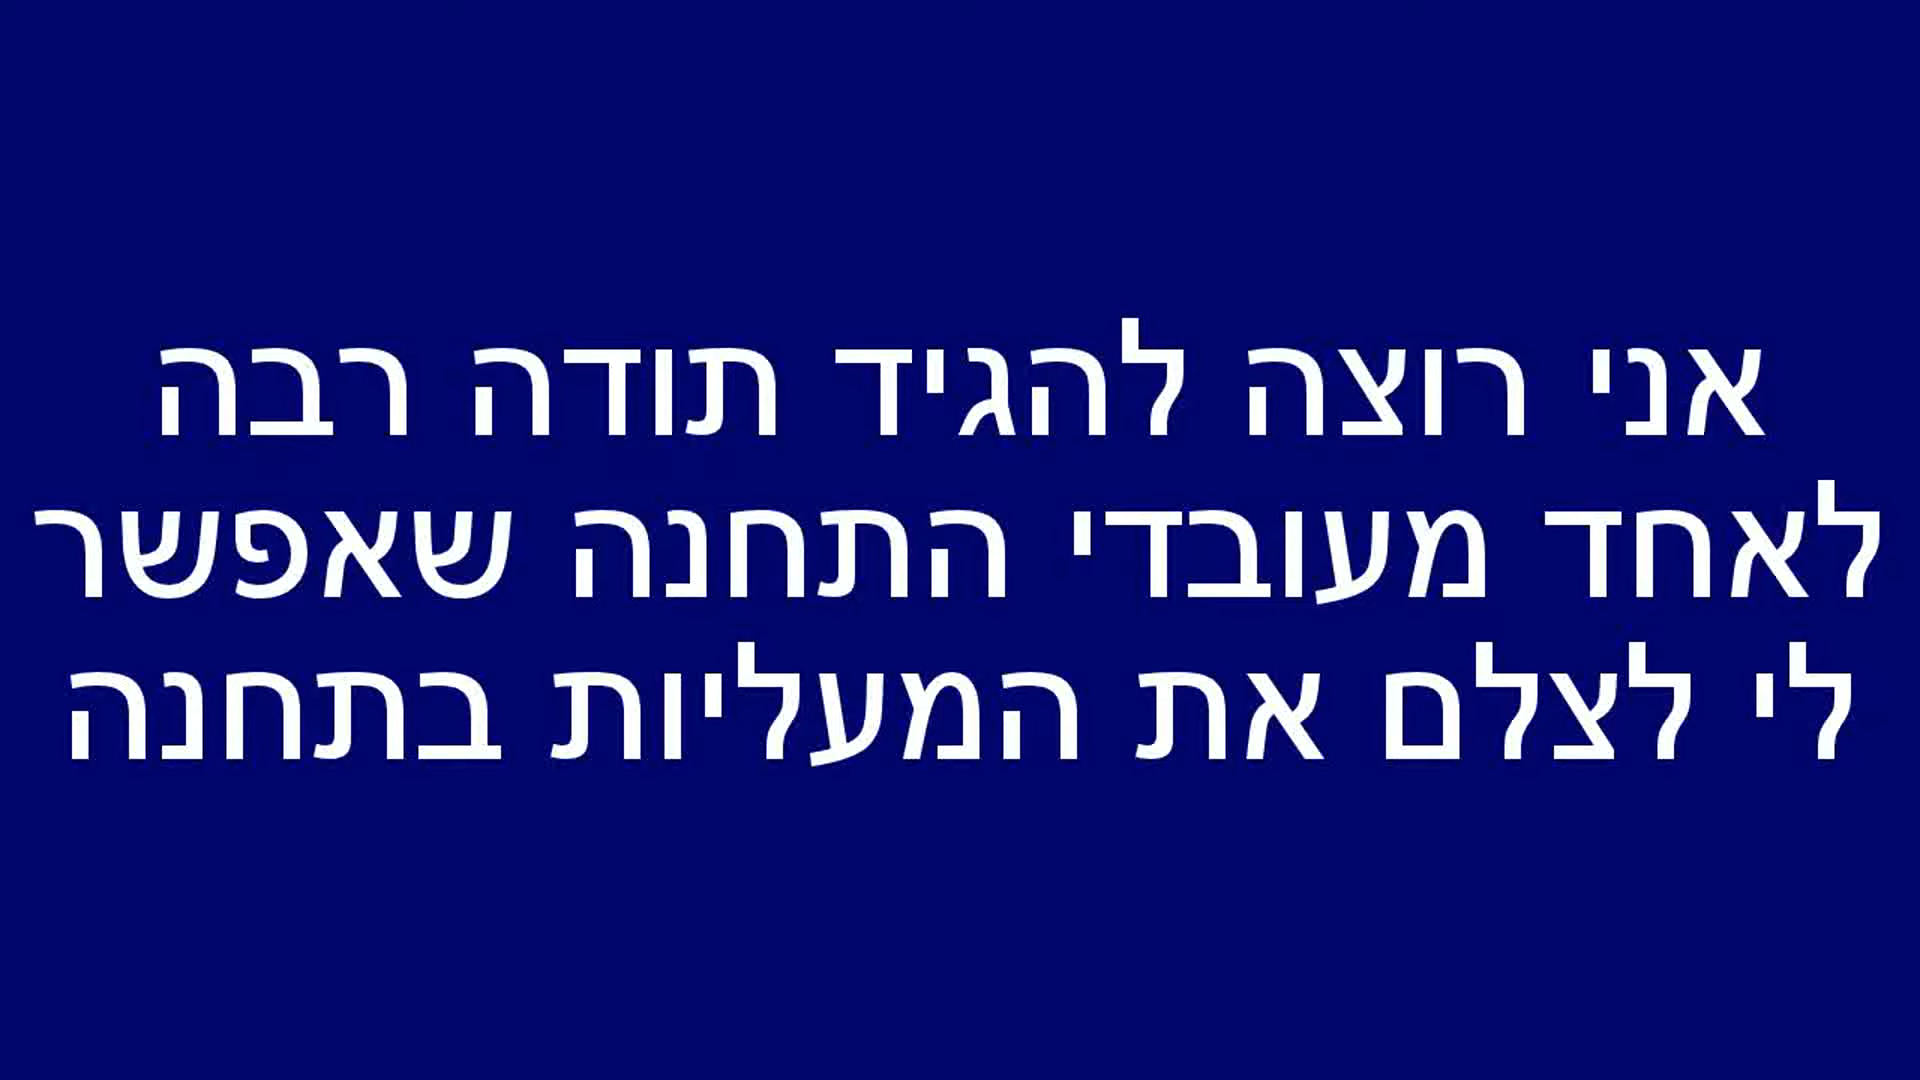 אני רוצה להגיד תודה רבה
לאחד מעובדי התחנה שאפשר
לי לצלם את המעליות בתחנה